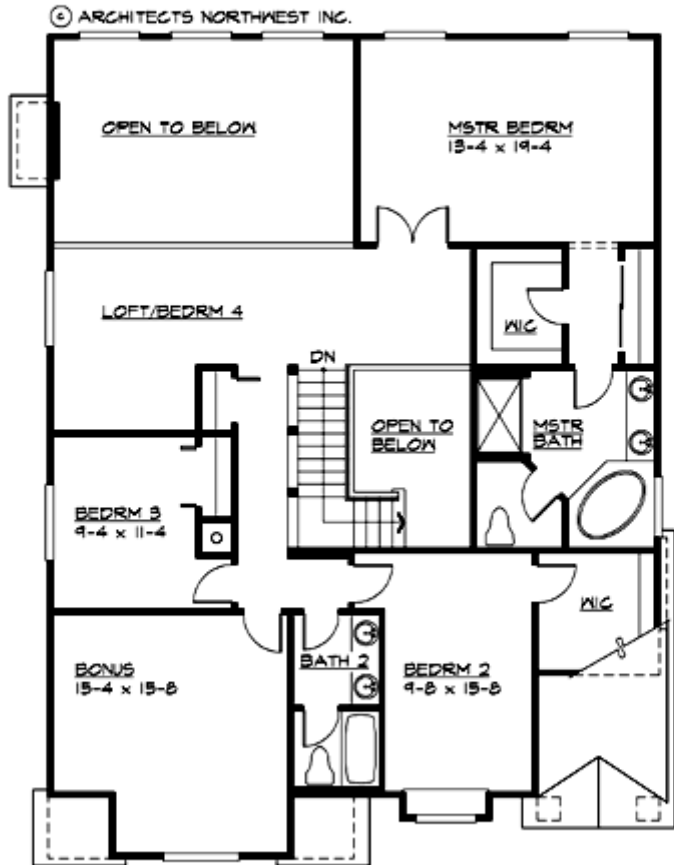 © ARCHITECTS NORTHWEST INC.
OPEN TO BELOW
MSTR BEDRM
13-4 x 19-4
LOFT/BEDRM 4
WIC
DN
OPEN TO
BELOW
MSTR
BATH
BEDRM 3
9-4 x 11-4
WIC
BONUS
15-4 x 15-8
BATH 2
BEDRM 2
9-8 x 15-8